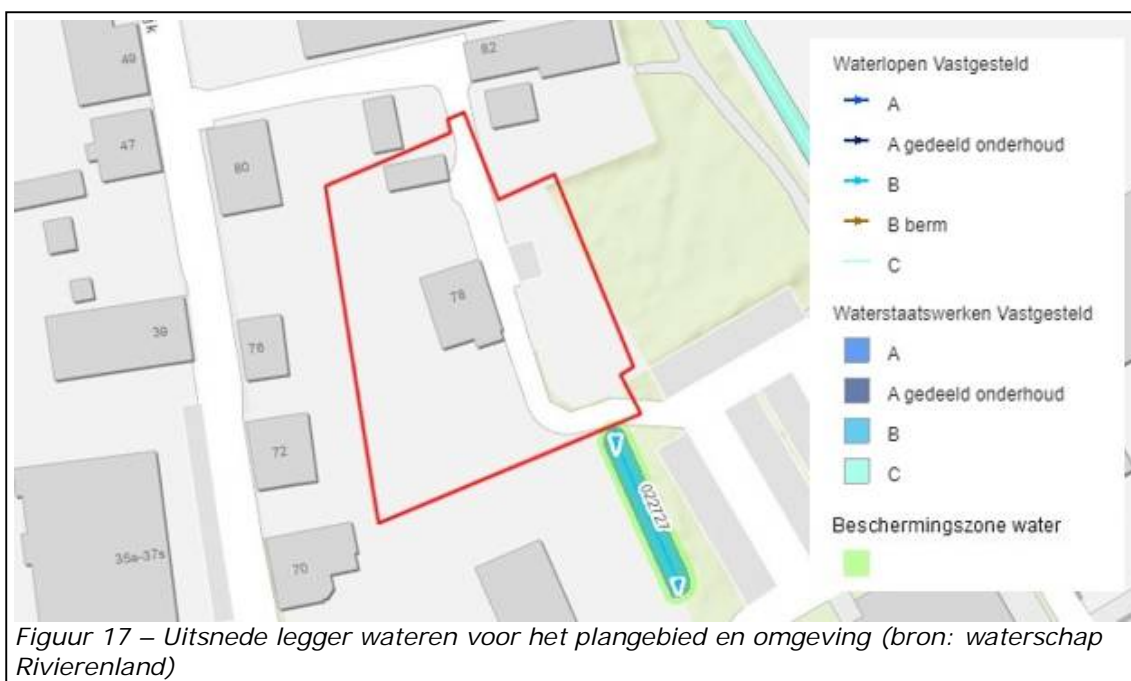 jk
49
47
82
80
78
39
76
72
35a-37s
70
022727
Waterlopen Vastgesteld
A
A gedeeld onderhoud
B
B berm
C
Waterstaatswerken Vastgesteld
A
A gedeeld onderhoud
B
C
Beschermingszone water
Figuur 17 – Uitsnede legger wateren voor het plangebied en omgeving (bron: waterschap
Rivierenland)